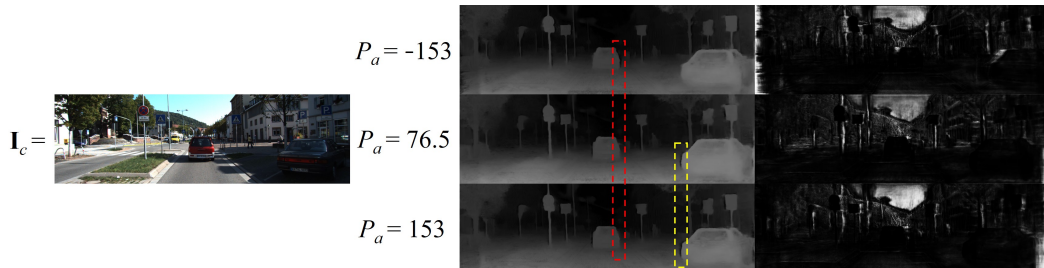 P_a = -153
I_c =
P_a = 76.5
P_a = 153